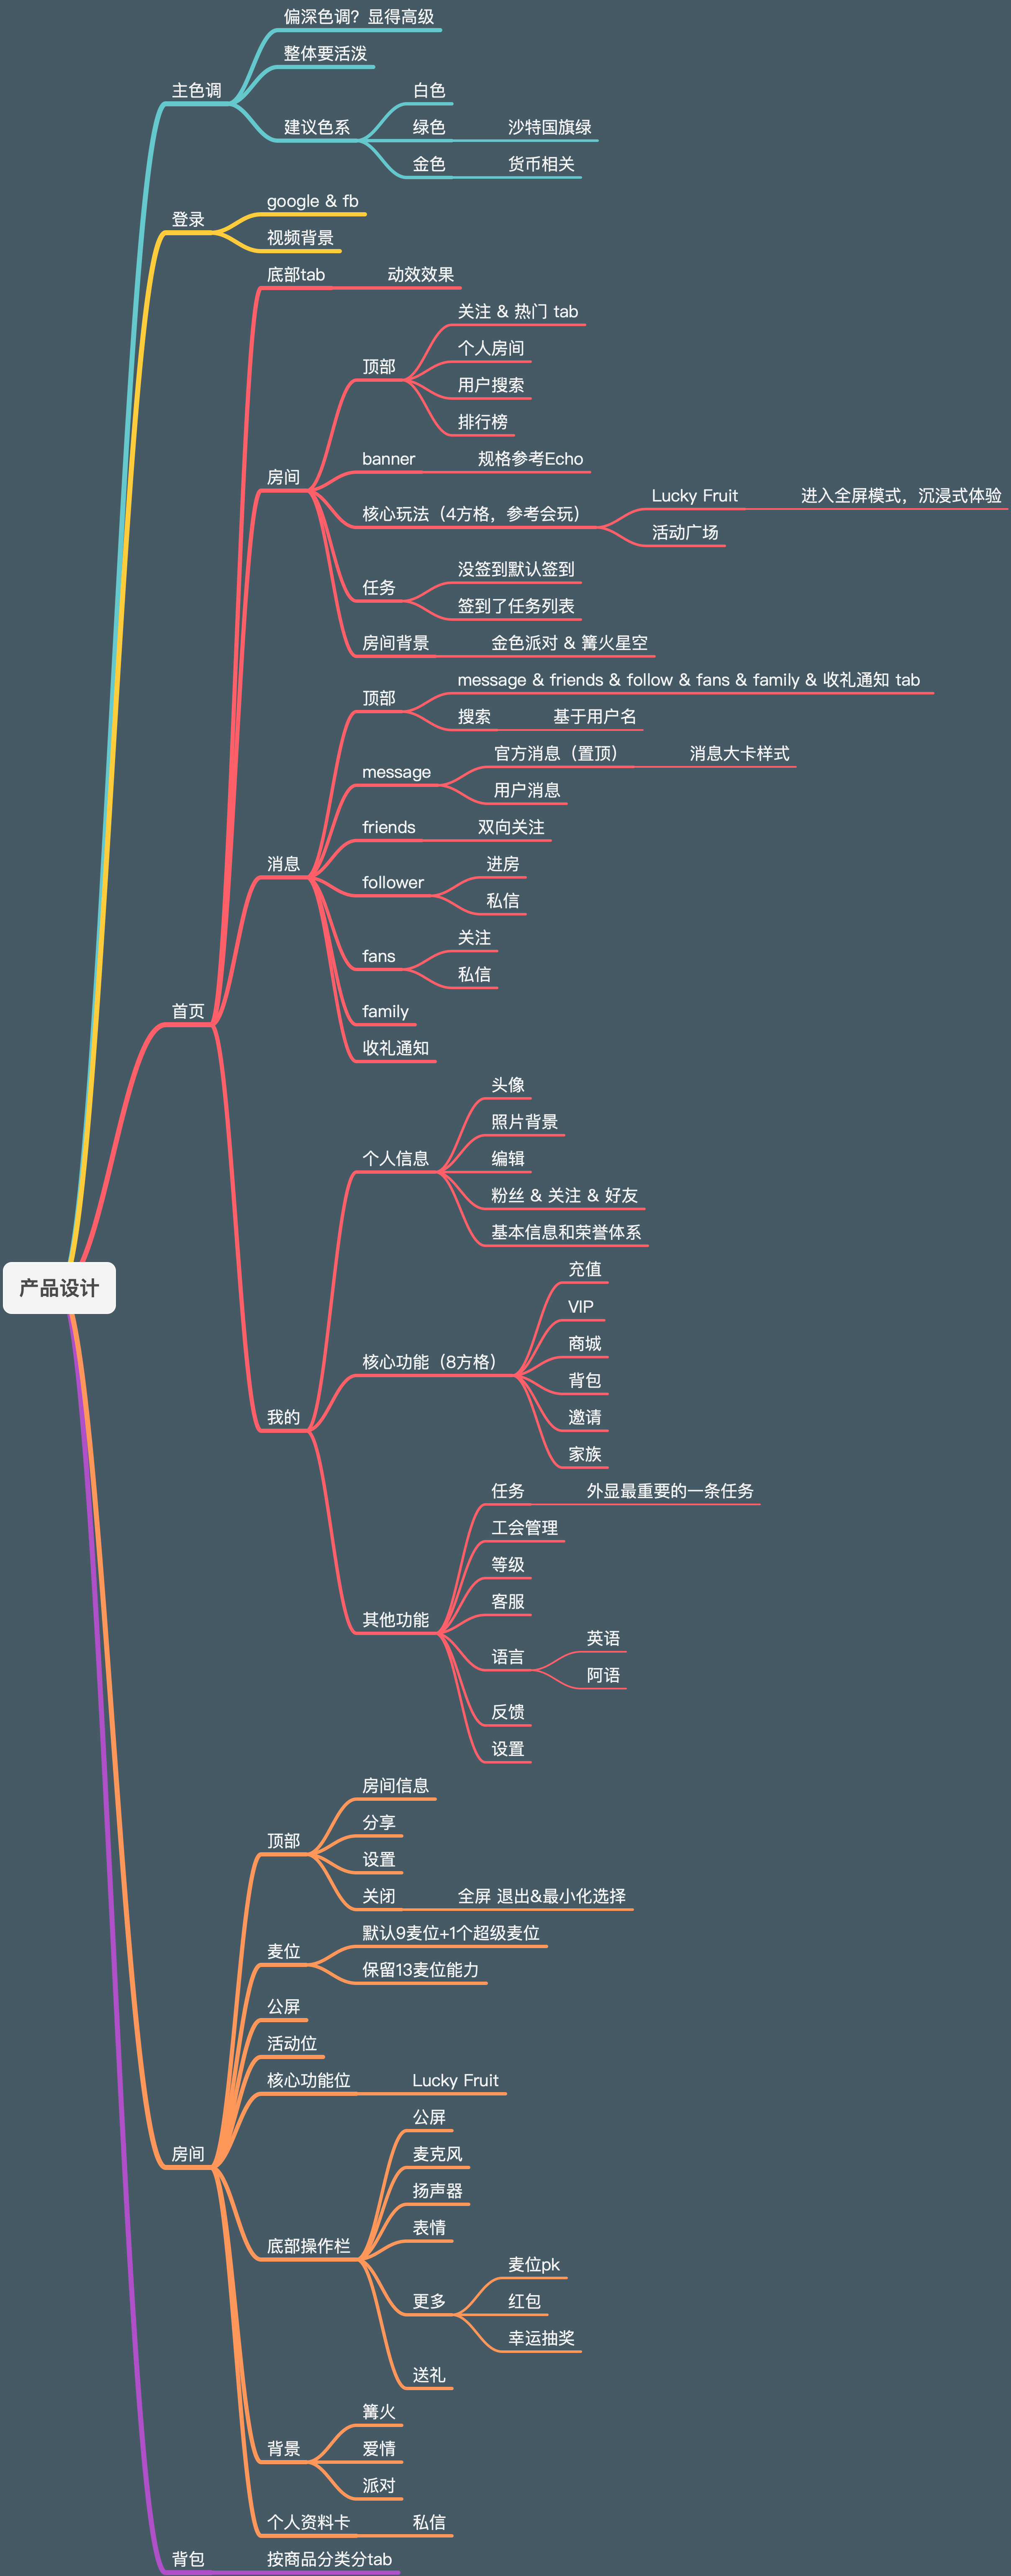 偏深色调？显得高级
整体要活泼
主色调
白色
建议色系
绿色
沙特国旗绿
金色
货币相关
google & fb
登录
视频背景
底部tab
动效效果
关注 & 热门 tab
个人房间
顶部
用户搜索
排行榜
banner
规格参考Echo
房间
Lucky Fruit
进入全屏模式，沉浸式体验
核心玩法（4方格，参考会玩）
活动广场
没签到默认签到
任务
签到了任务列表
房间背景
金色派对 & 篝火星空
message & friends & follow & fans & family & 收礼通知 tab
顶部
搜索
基于用户名
官方消息（置顶）
消息大卡样式
message
用户消息
friends
双向关注
消息
进房
follower
私信
关注
fans
私信
首页
family
收礼通知
头像
照片背景
个人信息
编辑
粉丝 & 关注 & 好友
基本信息和荣誉体系
产品设计
充值
VIP
商城
核心功能（8方格）
背包
我的
邀请
家族
任务
外显最重要的一条任务
工会管理
等级
客服
其他功能
英语
语言
阿语
反馈
设置
房间信息
分享
顶部
设置
关闭
全屏 退出&最小化选择
默认9麦位+1个超级麦位
麦位
保留13麦位能力
公屏
活动位
核心功能位
Lucky Fruit
公屏
房间
麦克风
扬声器
表情
底部操作栏
麦位pk
更多
红包
幸运抽奖
送礼
篝火
背景
爱情
派对
个人资料卡
私信
背包
按商品分类分tab